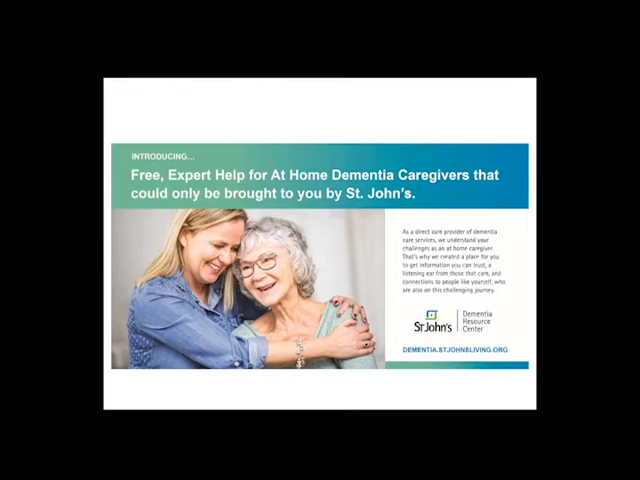 INTRODUCING...
Free, Expert Help for At Home Dementia Caregivers that
could only be brought to you by St. John's.
As a direct care provider of dementia
care services, we understand your
challenges as an at home caregiver.
That's why we created a place for you
to get information you can trust, a
listening ear from those that care, and
connections to people like yourself, who
are also on this challenging journey.
St.John's
Dementia
Resource
Center
DEMENTIA.STJOHNSLIVING.ORG